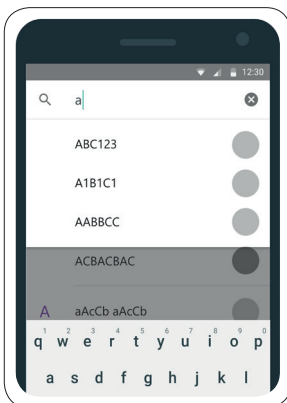 12:30
a
ABC123
A1B1C1
AABBCC
ACBACBAC
A aAcCb aAcCb
1 2 3 4 5 6 7 8 9 0
q w e r t y u i o p
a s d f g h j k l